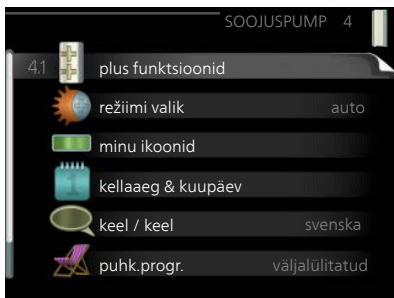 SOOJUSPUMP 4
4.1 plus funktsioonid
režiimi valik auto
minu ikoonid
kellaaeg & kuupäev
keel / keel svenska
puhk.progr. väljalülitatud